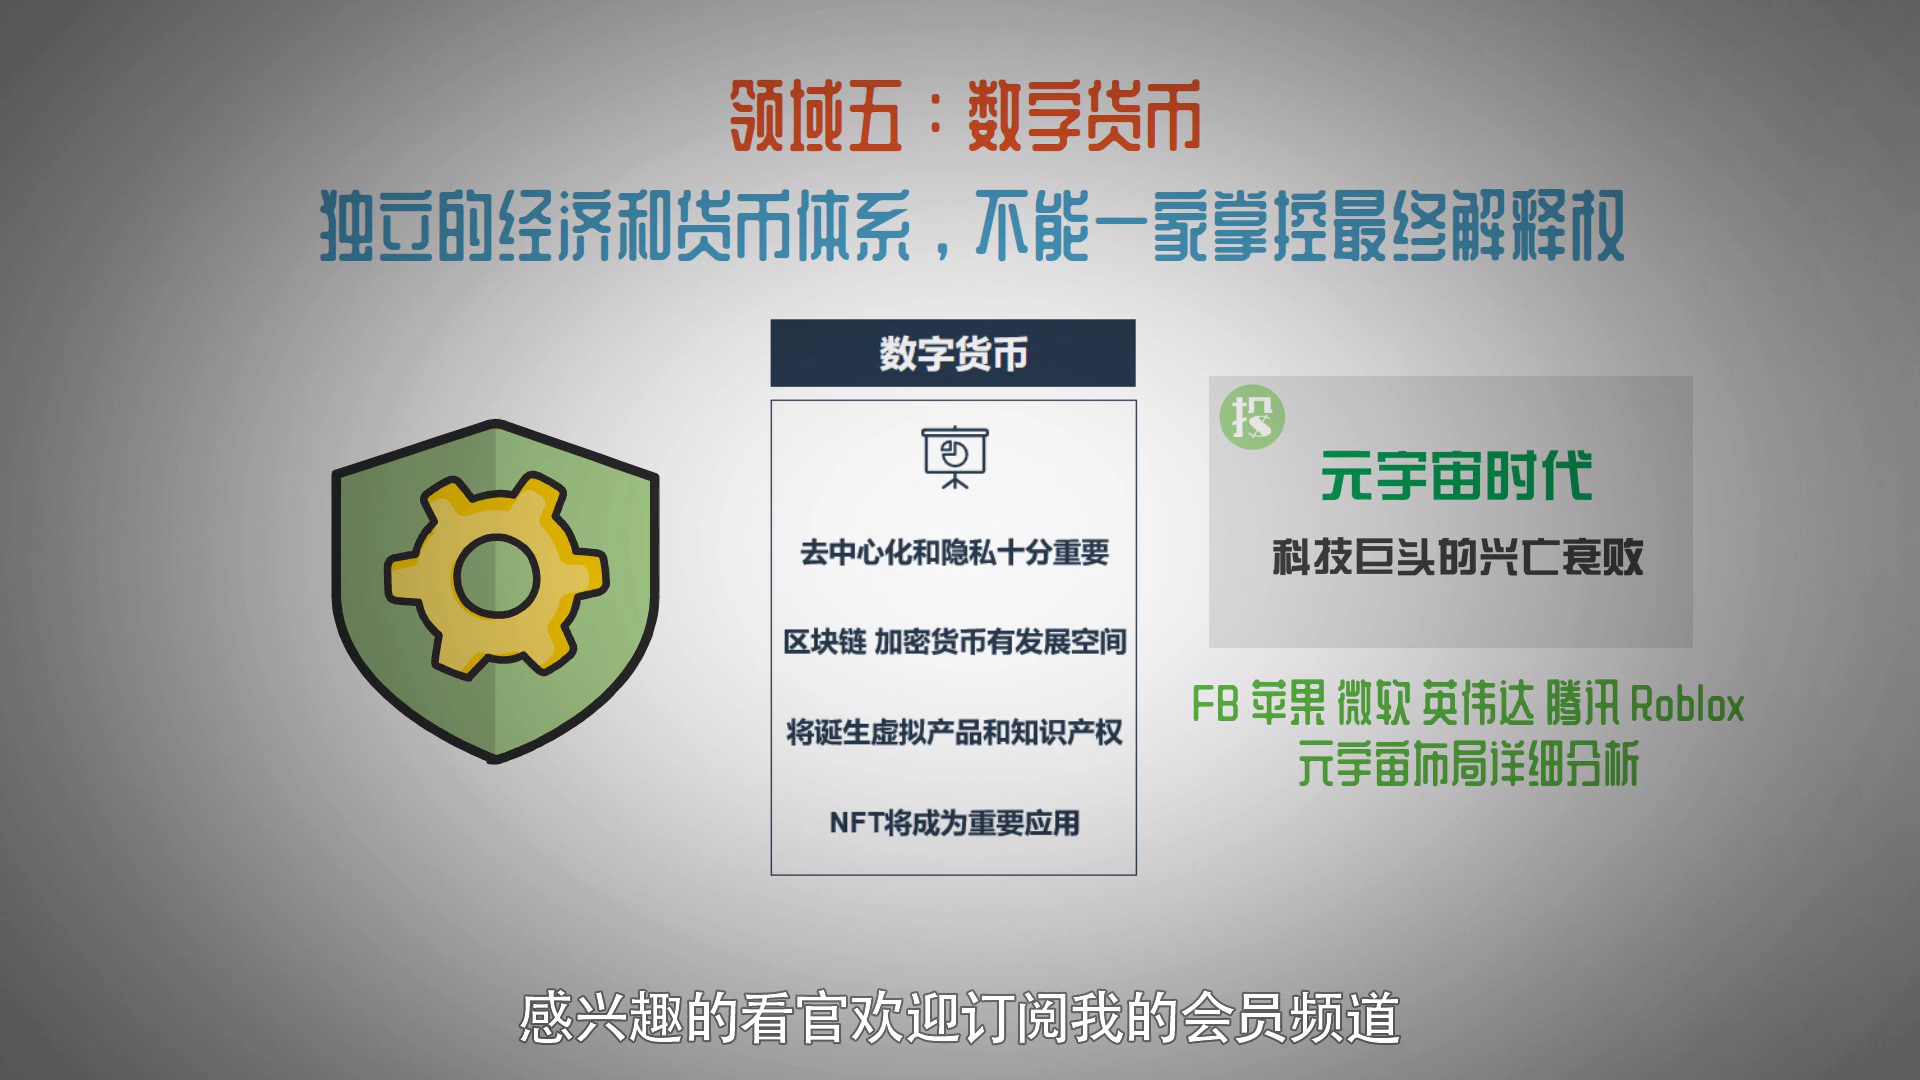 领域五：数字货币
独立的经济和货币体系，不能一家掌控最终解释权
数字货币
去中心化和隐私十分重要
区块链 加密货币有发展空间
将诞生虚拟产品和知识产权
NFT将成为重要应用
投
元宇宙时代
科技巨头的兴亡衰败
FB 苹果 微软 英伟达 腾讯 Roblox
元宇宙布局详细分析
感兴趣的看官欢迎订阅我的会员频道